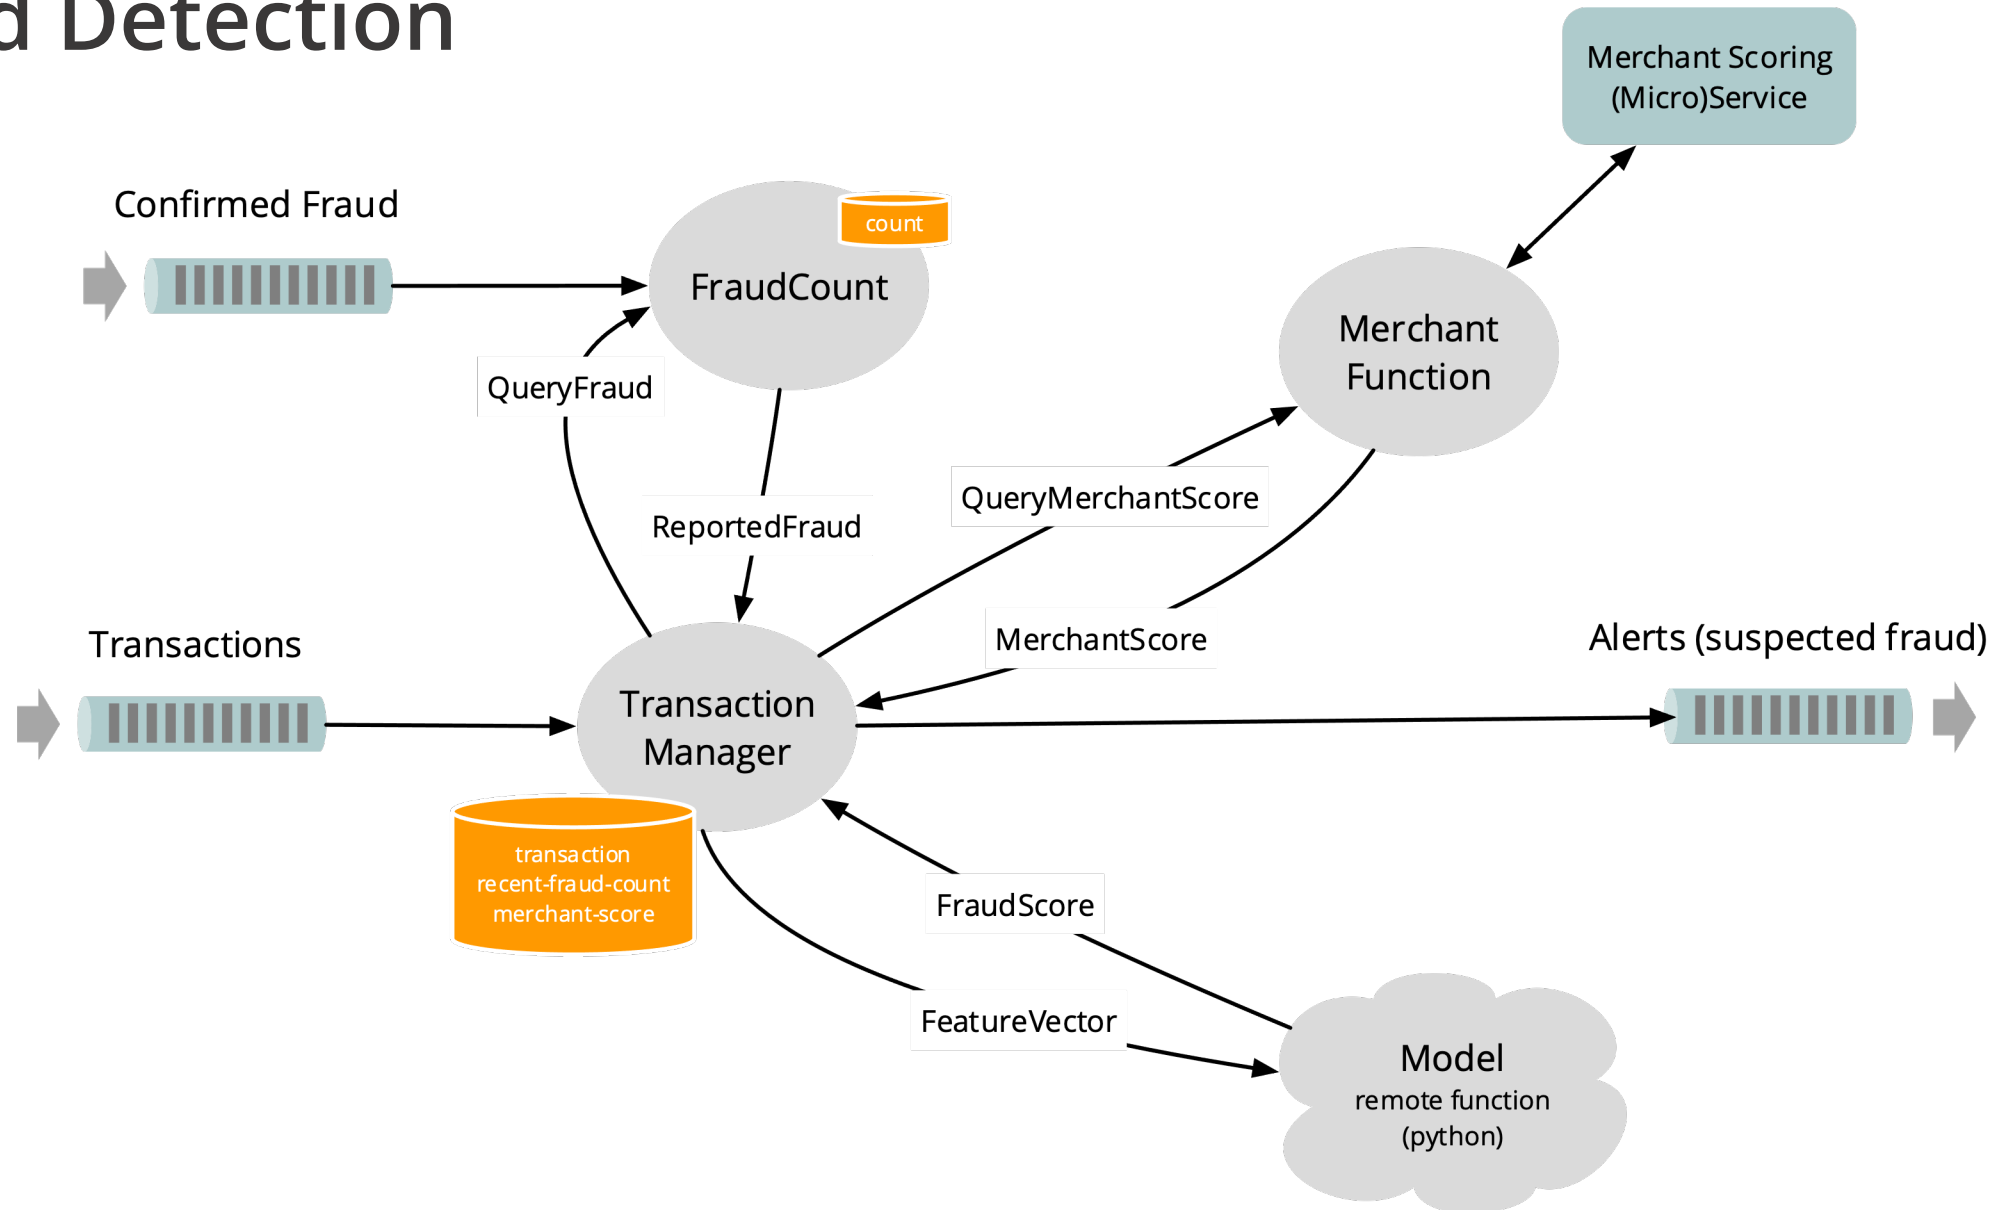 d Detection
Merchant Scoring
(Micro)Service
Confirmed Fraud
count
FraudCount
Merchant
Function
QueryFraud
QueryMerchantScore
ReportedFraud
MerchantScore
Transactions
Alerts (suspected fraud)
Transaction
Manager
transaction
recent-fraud-count
merchant-score
FraudScore
FeatureVector
Model
remote function
(python)